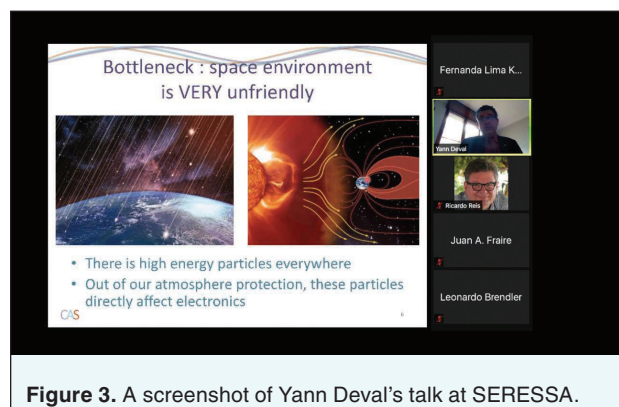 Bottleneck : space environment
is VERY unfriendly
• There is high energy particles everywhere
• Out of our atmosphere protection, these particles
directly affect electronics
CAS
6
Fernanda Lima K...
Yann Deval
Ricardo Reis
Juan A. Fraire
Leonardo Brendler
Figure 3. A screenshot of Yann Deval's talk at SERESSA.